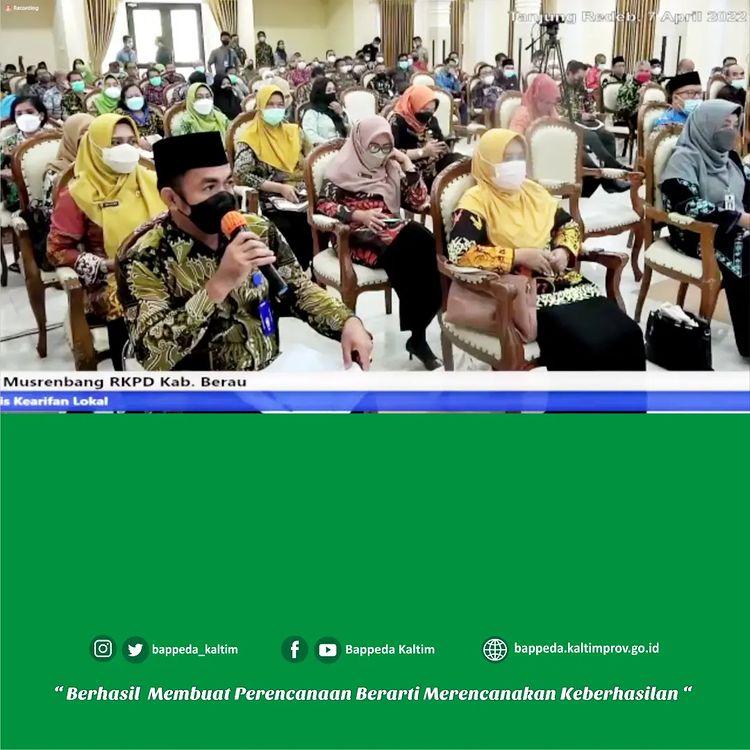 Recording
Tanjung Redeb, 7 April 2022
Musrenbang RKPD Kab. Berau
is Kearifan Lokal
bappeda_kaltim
Bappeda Kaltim
bappeda.kaltimprov.go.id
“ Berhasil Membuat Perencanaan Berarti Merencanakan Keberhasilan “